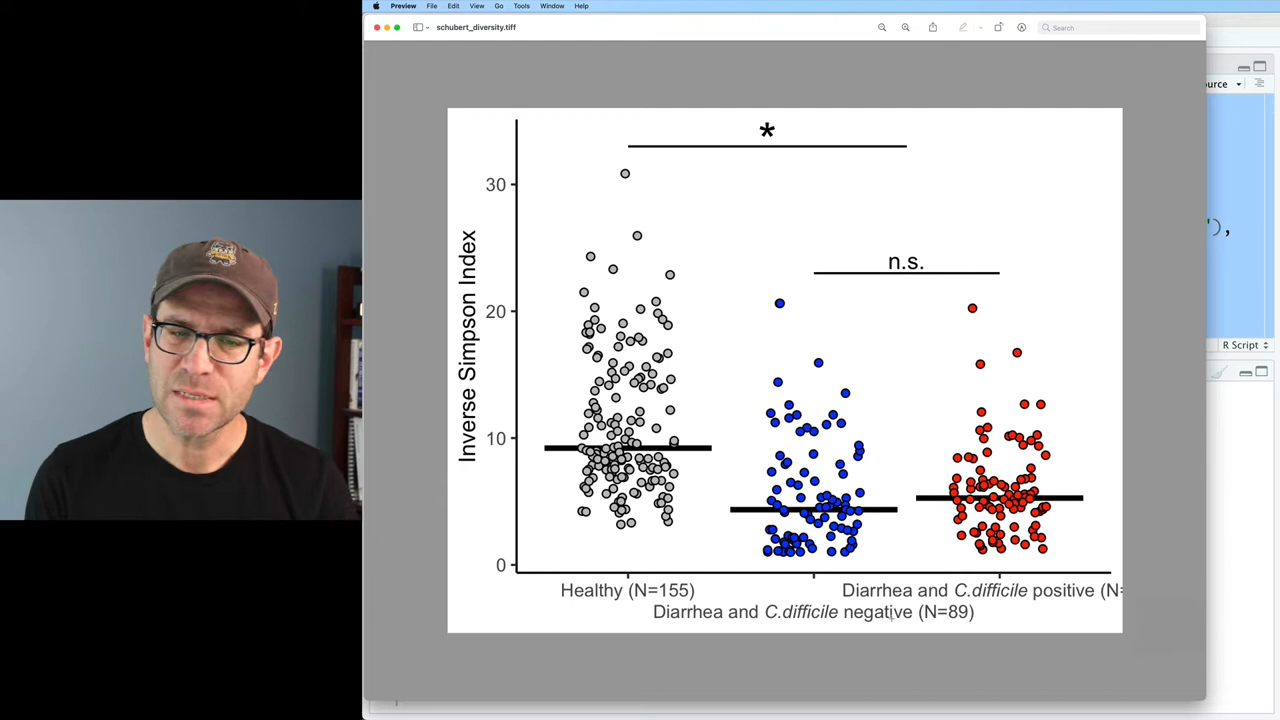 Preview File Edit View Go Tools Window Help
schubert_diversity.tiff
Search
ource
*
30
n.s.
20
Inverse Simpson Index
10
0
),
R Script
Healthy (N=155)
Diarrhea and C.difficile positive (N=
Diarrhea and C.difficile negative (N=89)